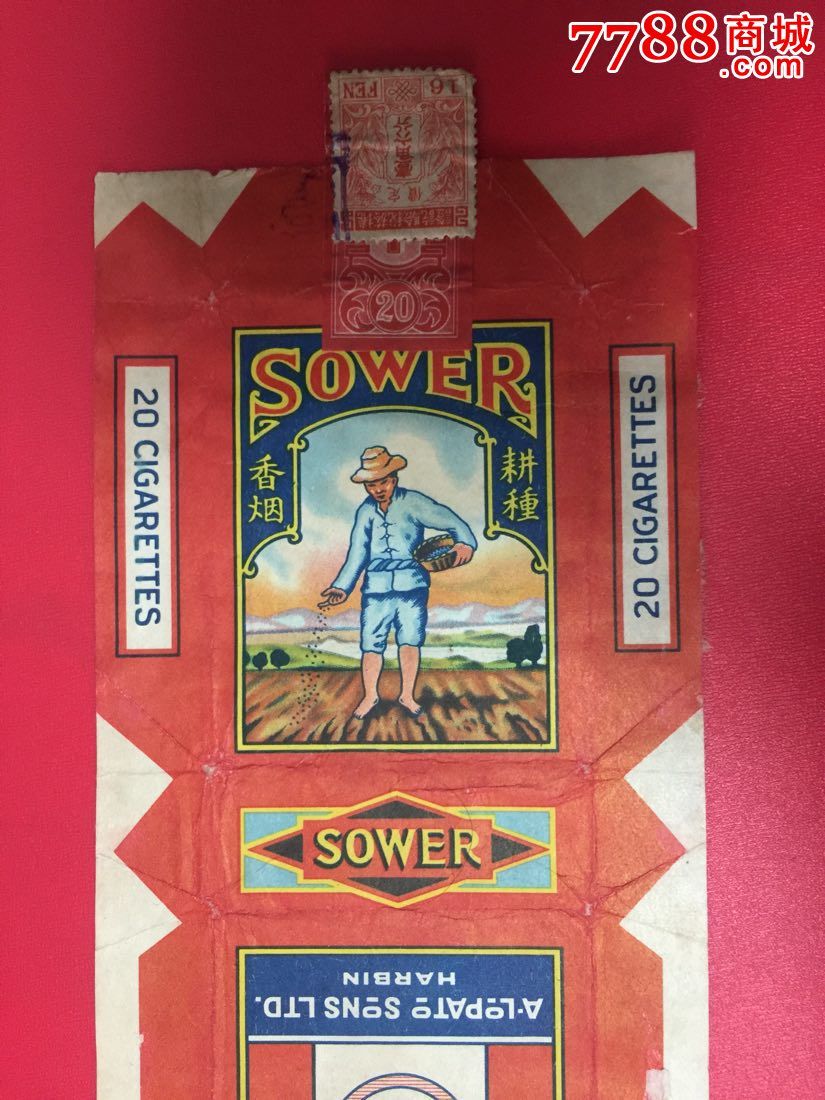 7788商城
.com
16 FEN
20
SOWER
耕種
香烟
20 CIGARETTES
20 CIGARETTES
SOWER
A·LOPATO SONS LTD.
HARBIN